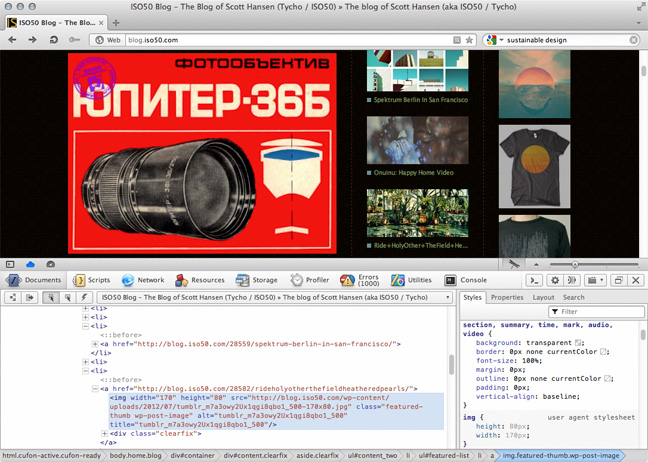 ISO50 Blog – The Blog of Scott Hansen (Tycho / ISO50) » The blog of Scott Hansen (aka ISO50 / Tycho)
ISO50 Blog – The Blo...
Web
blog.iso50.com
sustainable design
ФОТООБЪЕКТИВ
ЮПИТЕР-36Б
Spektrum Berlin In San Francisco
Onuinu: Happy Home Video
Ride+HolyOther+TheField+He...
Documents
Scripts
Network
Resources
Storage
Profiler
Errors (1000)
Utilities
Console
ISO50 Blog – The Blog of Scott Hansen (Tycho / ISO50) » The blog of Scott Hansen (aka ISO50 / Tycho)
Styles
Properties
Layout
Search
Filter
<li>
<li>
<li>
<::before>
<a href="http://blog.iso50.com/28559/spektrum-berlin-in-san-francisco/">
</li>
<li>
<li>
<::before>
<a href="http://blog.iso50.com/28582/rideholyotherthefieldheatheredpearls/">
<img width="170" height="80" src="http://blog.iso50.com/wp-content/
uploads/2012/07/tumblr_m7a3owy2Ux1qgi8qbo1_500-170x80.jpg" class="featured-
thumb wp-post-image" alt="tumblr_m7a3owy2Ux1qgi8qbo1_500"
title="tumblr_m7a3owy2Ux1qgi8qbo1_500"/>
<div class="clearfix">
</a>
section, summary, time, mark, audio,
video {
background: transparent;
border: 0px none currentColor;
font-size: 100%;
margin: 0px;
outline: 0px none currentColor;
padding: 0px;
vertical-align: baseline;
}
img { user agent stylesheet
height: 80px;
width: 170px;
html.cufon-active.cufon-ready
body.home.blog
div#container
div#content.clearfix
aside.clearfix
ul#content_two
li
ul#featured-list
li
a
img.featured-thumb.wp-post-image